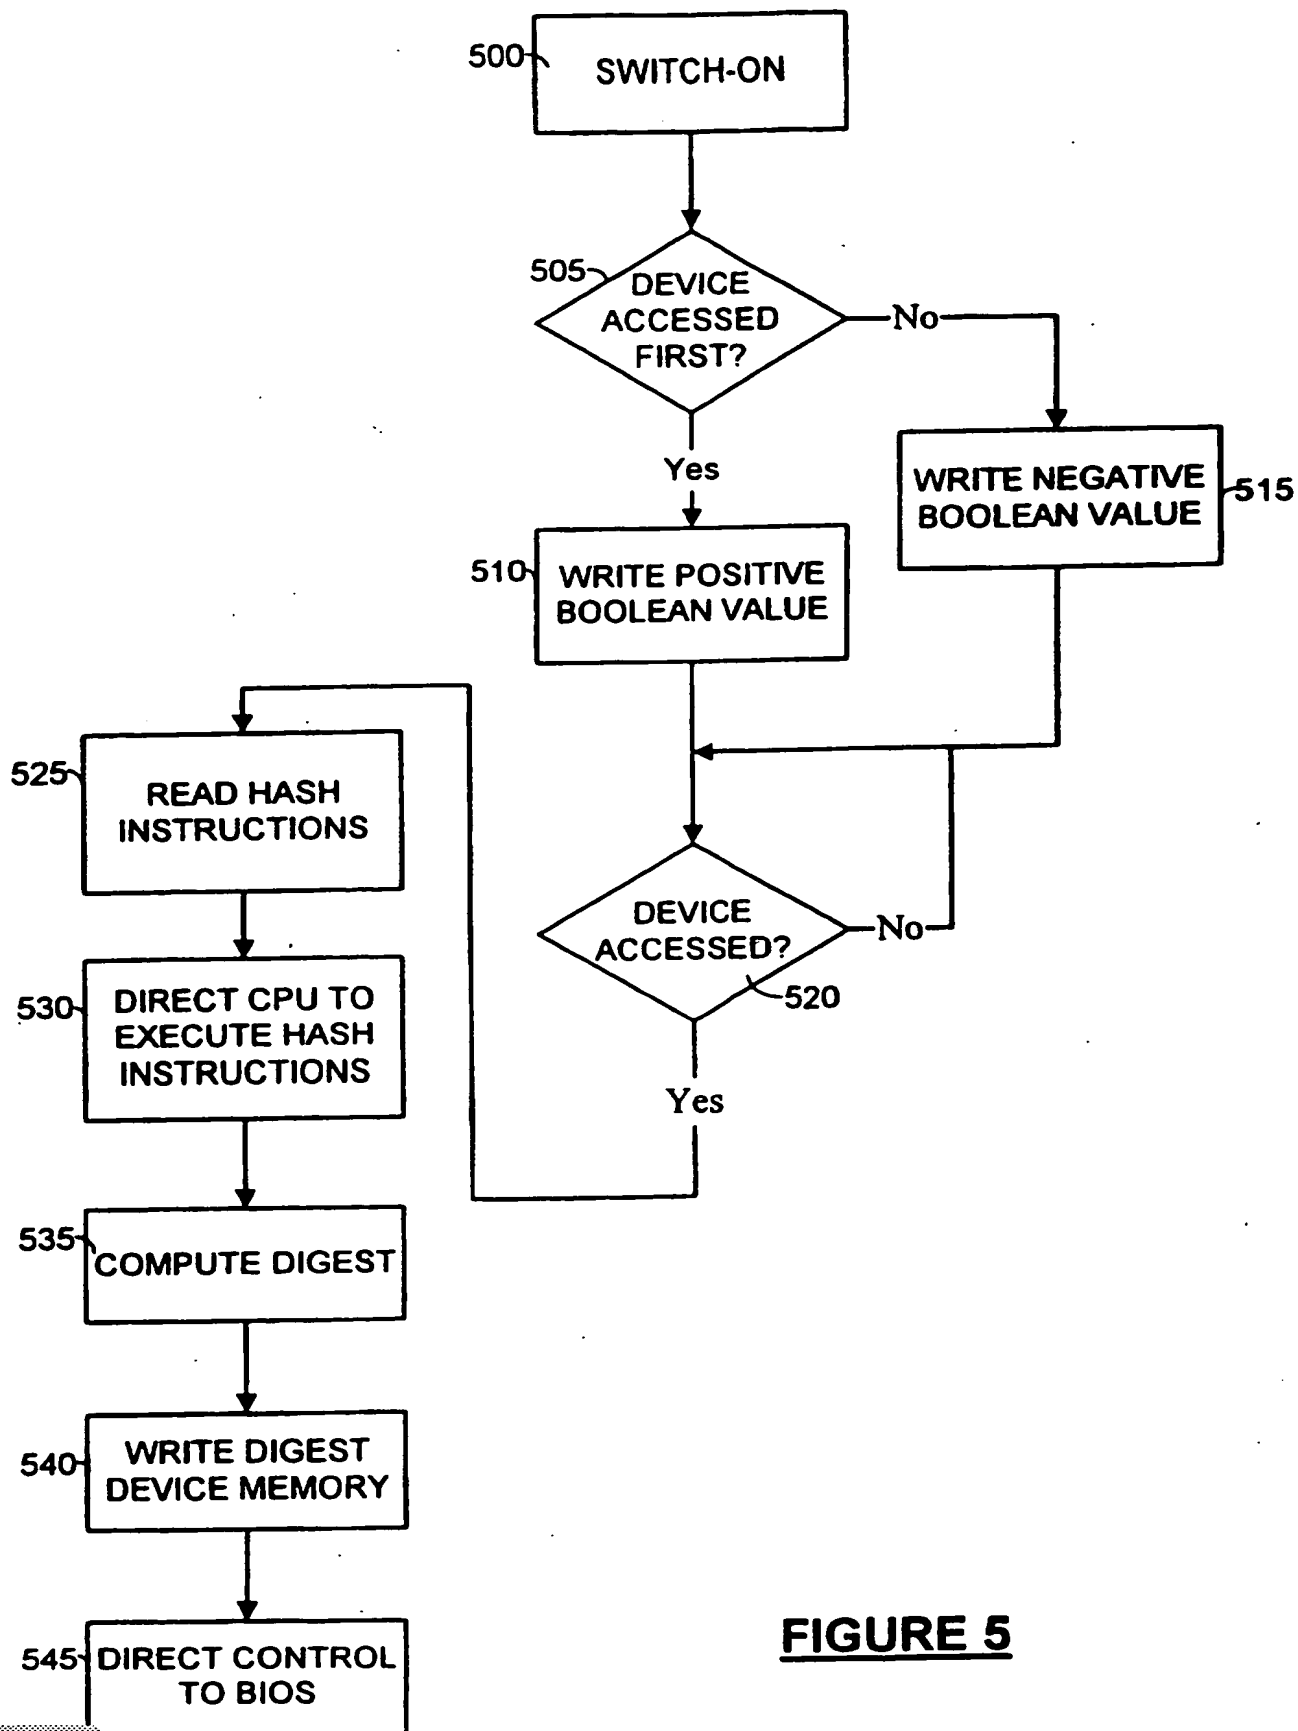 500
SWITCH-ON
505
DEVICE
ACCESSED
FIRST?
No
Yes
WRITE NEGATIVE
BOOLEAN VALUE
515
510
WRITE POSITIVE
BOOLEAN VALUE
525
READ HASH
INSTRUCTIONS
DEVICE
ACCESSED?
No
520
Yes
530
DIRECT CPU TO
EXECUTE HASH
INSTRUCTIONS
535
COMPUTE DIGEST
540
WRITE DIGEST
DEVICE MEMORY
545
DIRECT CONTROL
TO BIOS
FIGURE 5